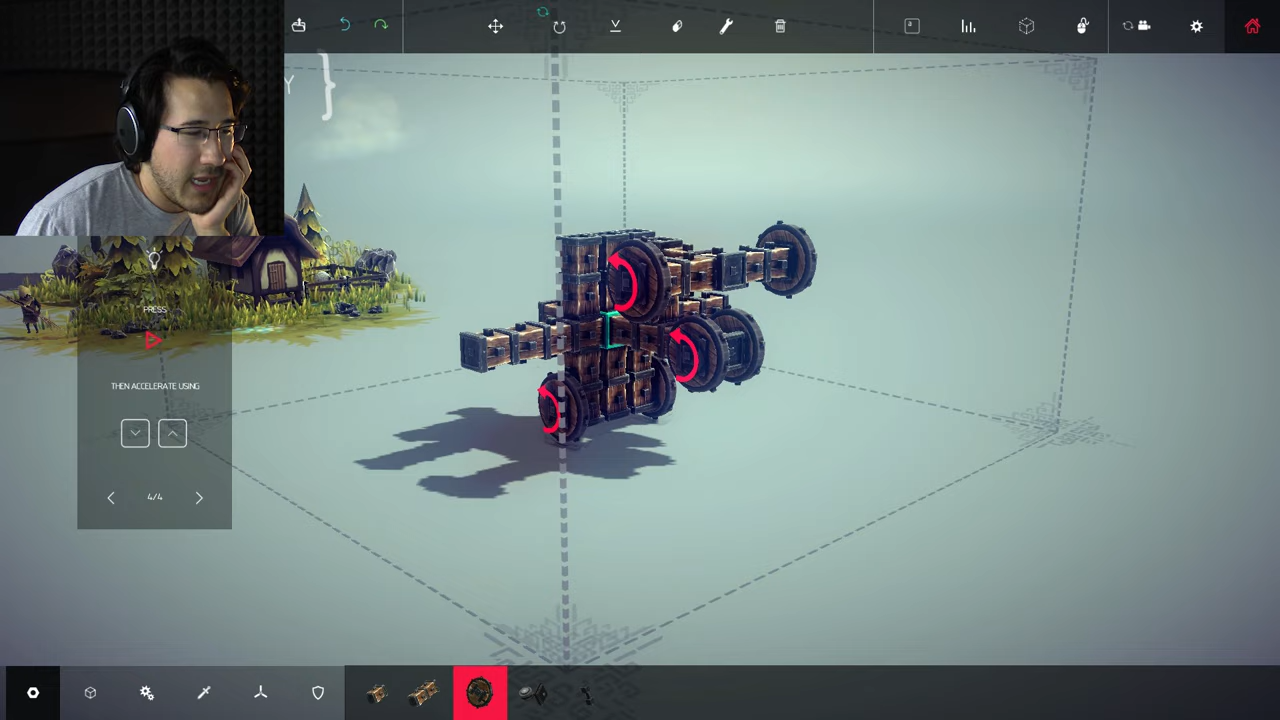 Y }
PRESS
THEN ACCELERATE USING
4/4